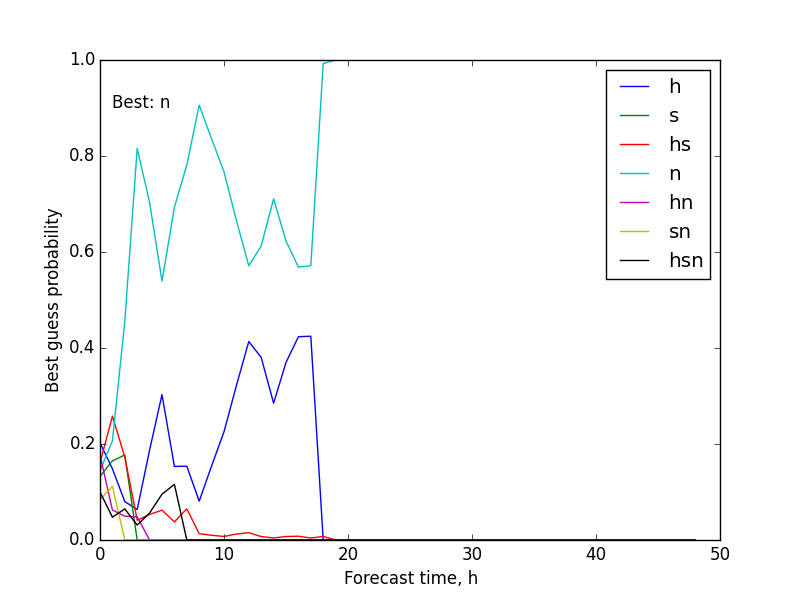 Best: n
h
s
hs
n
hn
sn
hsn
1.0
0.8
0.6
0.4
0.2
0.0
Best guess probability
0 10 20 30 40 50
Forecast time, h